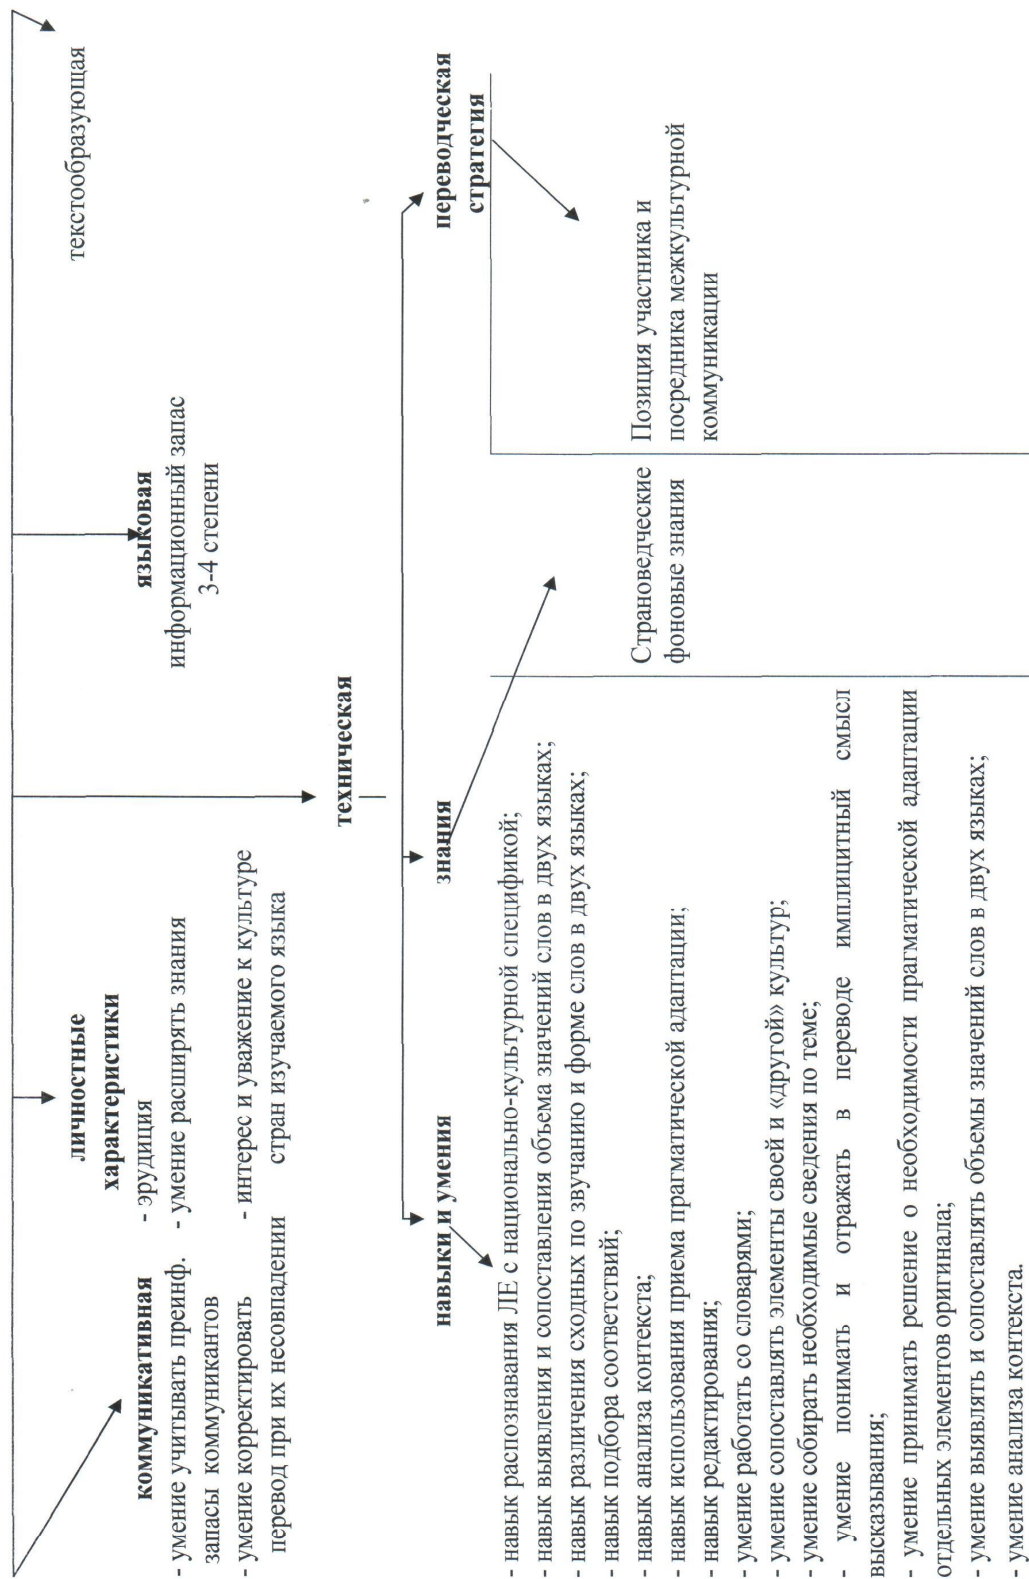 текстообразующая
языковая
информационный запас
3-4 степени
личностные
характеристики
- эрудиция
- умение расширять знания
- интерес и уважение к культуре
стран изучаемого языка
коммуникативная
- умение учитывать преинф.
запасы коммуникантов
- умение корректировать
перевод при их несовпадении
техническая
навыки и умения
знания
переводческая
стратегия
- навык распознавания ЛЕ с национально-культурной спецификой;
- навык выявления и сопоставления объема значений слов в двух языках;
- навык различения сходных по звучанию и форме слов в двух языках;
- навык подбора соответствий;
- навык анализа контекста;
- навык использования приема прагматической адаптации;
- навык редактирования;
- умение работать со словарями;
- умение сопоставлять элементы своей и «другой» культур;
- умение собирать необходимые сведения по теме;
- умение понимать и отражать в переводе имплицитный смысл
высказывания;
- умение принимать решение о необходимости прагматической адаптации
отдельных элементов оригинала;
- умение выявлять и сопоставлять объемы значений слов в двух языках;
- умение анализа контекста.
Страноведческие
фоновые знания
Позиция участника и
посредника межкультурной
коммуникации